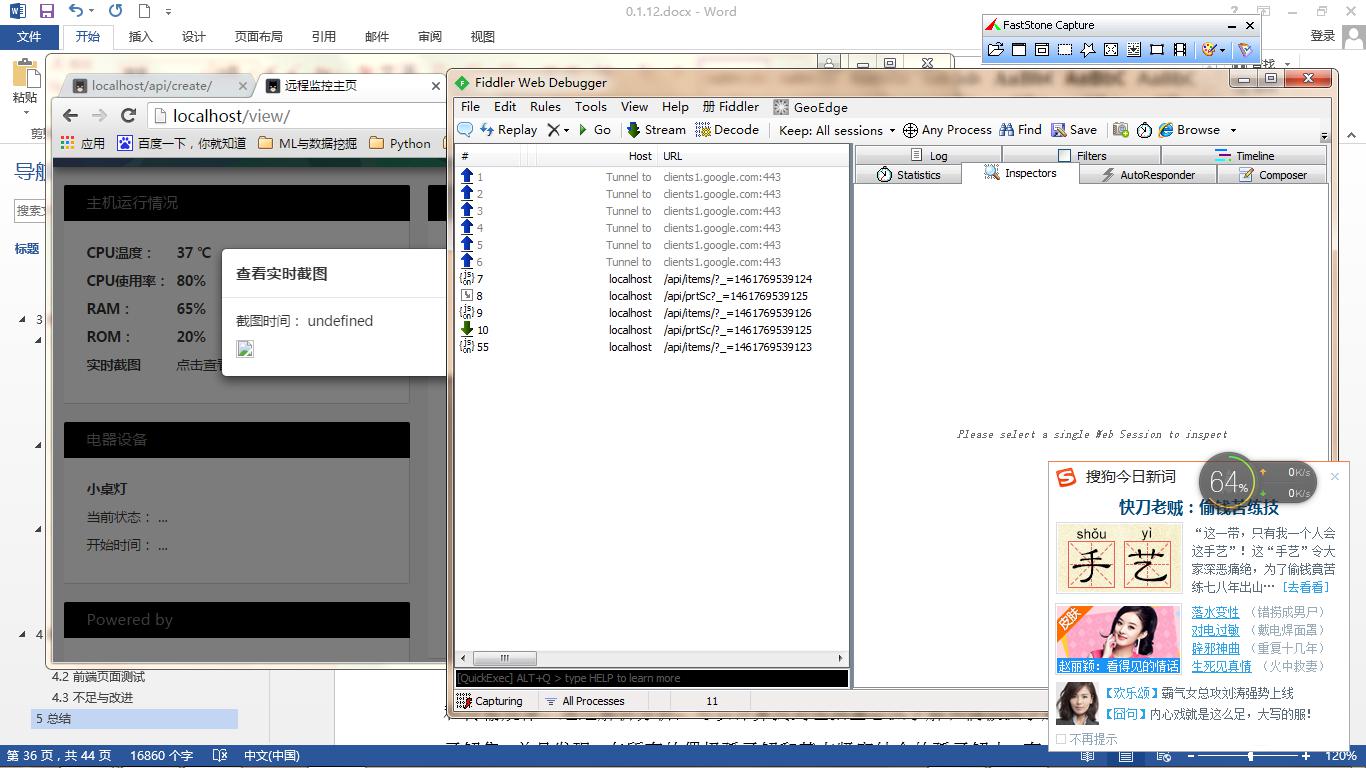 0.1.12.docx - Word
FastStone Capture
文件 开始 插入 设计 页面布局 引用 邮件 审阅 视图
登录
粘贴
localhost/api/create/
远程监控主页
localhost/view/
应用 百度一下，你就知道 ML与数据挖掘 Python
主机运行情况
CPU温度： 37 ℃
CPU使用率： 80%
RAM： 65%
ROM： 20%
实时截图 点击查看
查看实时截图
截图时间： undefined
电器设备
小桌灯
当前状态： ...
开始时间： ...
Powered by
标题
3
4
4.2 前端页面测试
4.3 不足与改进
5 总结
Fiddler Web Debugger
File Edit Rules Tools View Help 册 Fiddler GeoEdge
Replay Go Stream Decode Keep: All sessions Any Process Find Save Browse
# Host URL
1 Tunnel to clients1.google.com:443
2 Tunnel to clients1.google.com:443
3 Tunnel to clients1.google.com:443
4 Tunnel to clients1.google.com:443
5 Tunnel to clients1.google.com:443
6 Tunnel to clients1.google.com:443
7 localhost /api/items/?_=1461769539124
8 localhost /api/prtSc?_=1461769539125
9 localhost /api/items/?_=1461769539126
10 localhost /api/prtSc/?_=1461769539125
55 localhost /api/items/?_=1461769539123
[QuickExec] ALT+Q > type HELP to learn more
Capturing All Processes 11
Log Filters Timeline
Statistics Inspectors AutoResponder Composer
Please select a single Web Session to inspect
搜狗今日新词
64% 0K/s
0K/s
快刀老贼：偷钱苦练技
shǒu yì
手 艺
“这一带，只有我一个人会
这手艺”！这“手艺”令大
家深恶痛绝，为了偷钱竟苦
练七八年出山… [去看看]
皮肤
赵丽颖：看得见的情话
落水变性 （错捞成男尸）
对电过敏 （戴电焊面罩）
辟邪神曲 （重复十几年）
生死见真情 （火中救妻）
【欢乐颂】霸气女总攻刘涛强势上线
【囧句】内心戏就是这么足，大写的服！
不再提示
第 36 页，共 44 页 16860 个字 中文(中国)
120%